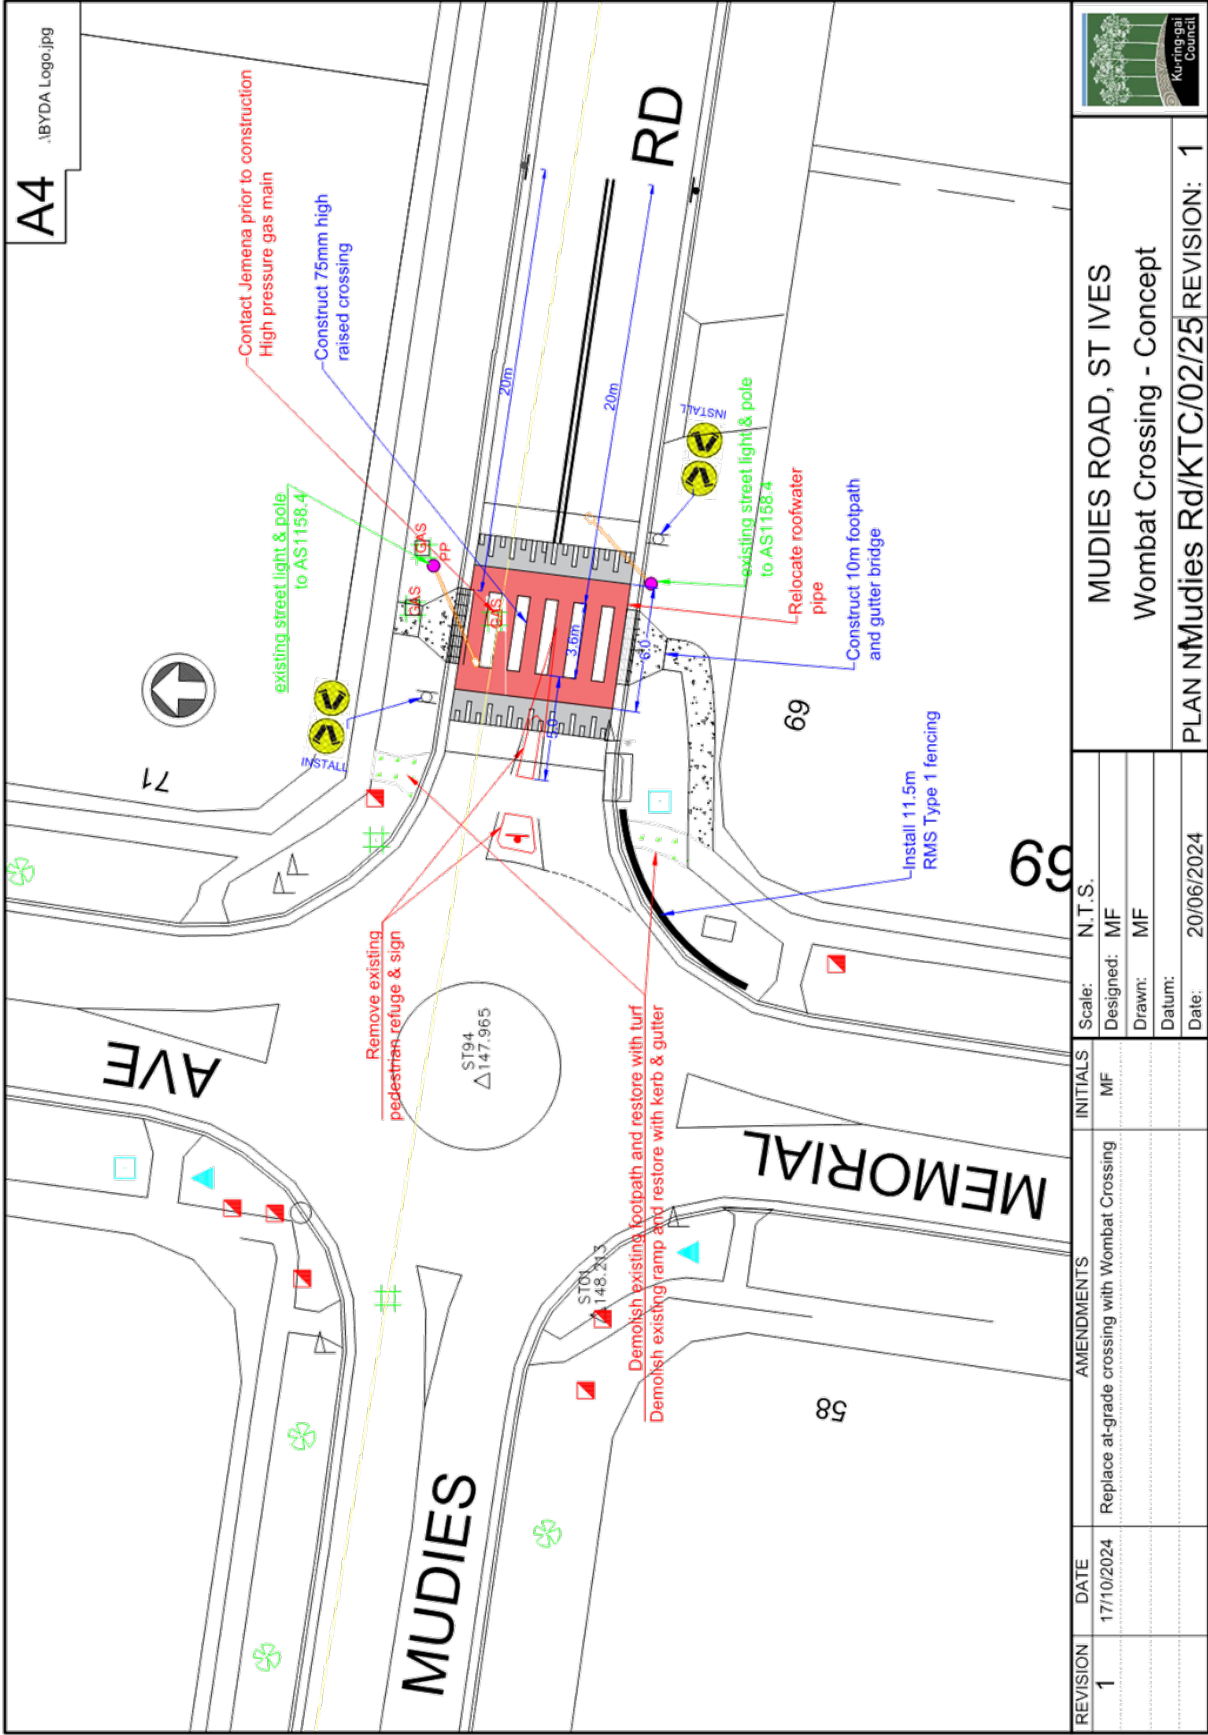 A4
.\BYDA Logo.jpg
Contact Jemena prior to construction
High pressure gas main
Construct 75mm high
raised crossing
existing street light & pole
to AS1158.4
71
INSTALL
GAS
GAS
PP
GAS
20m
20m
RD
3.6m
6.0
5.0
INSTALL
existing street light & pole
to AS1158.4
Relocate roofwater
pipe
Construct 10m footpath
and gutter bridge
69
Install 11.5m
RMS Type 1 fencing
69
Remove existing
pedestrian refuge & sign
AVE
ST94
147.965
Demolish existing footpath and restore with turf
Demolish existing ramp and restore with kerb & gutter
MEMORIAL
ST01
148.213
58
MUDIES
REVISION
DATE
AMENDMENTS
INITIALS
1
17/10/2024
Replace at-grade crossing with Wombat Crossing
MF
Scale: N.T.S.
Designed: MF
Drawn: MF
Datum:
Date: 20/06/2024
MUDIES ROAD, ST IVES
Wombat Crossing - Concept
PLAN N Mudies Rd/KTC/02/25 REVISION: 1
Ku-ring-gai
Council